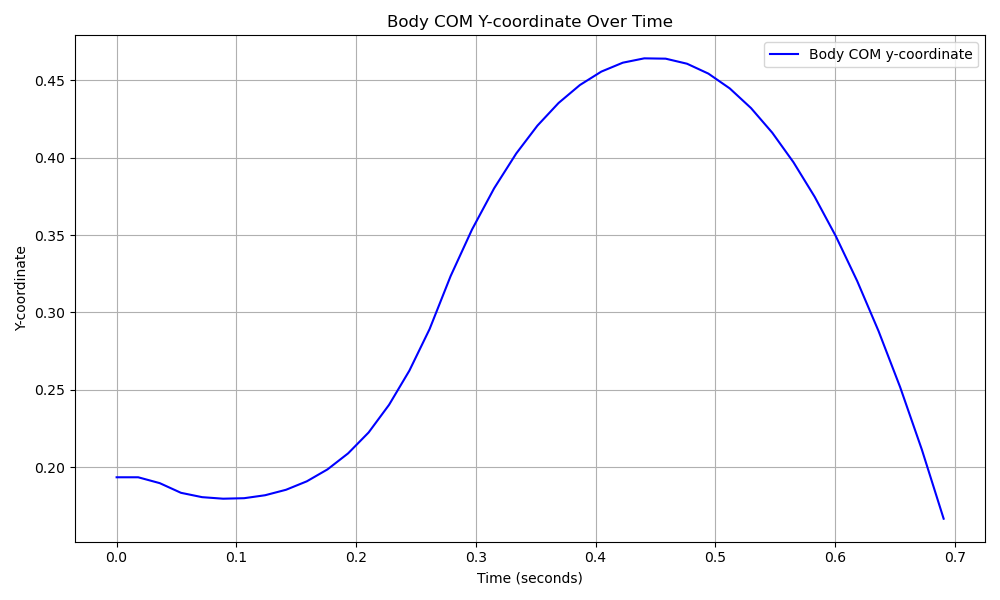 Body COM Y-coordinate Over Time
Body COM y-coordinate
Y-coordinate
0.45
0.40
0.35
0.30
0.25
0.20
0.0 0.1 0.2 0.3 0.4 0.5 0.6 0.7
Time (seconds)